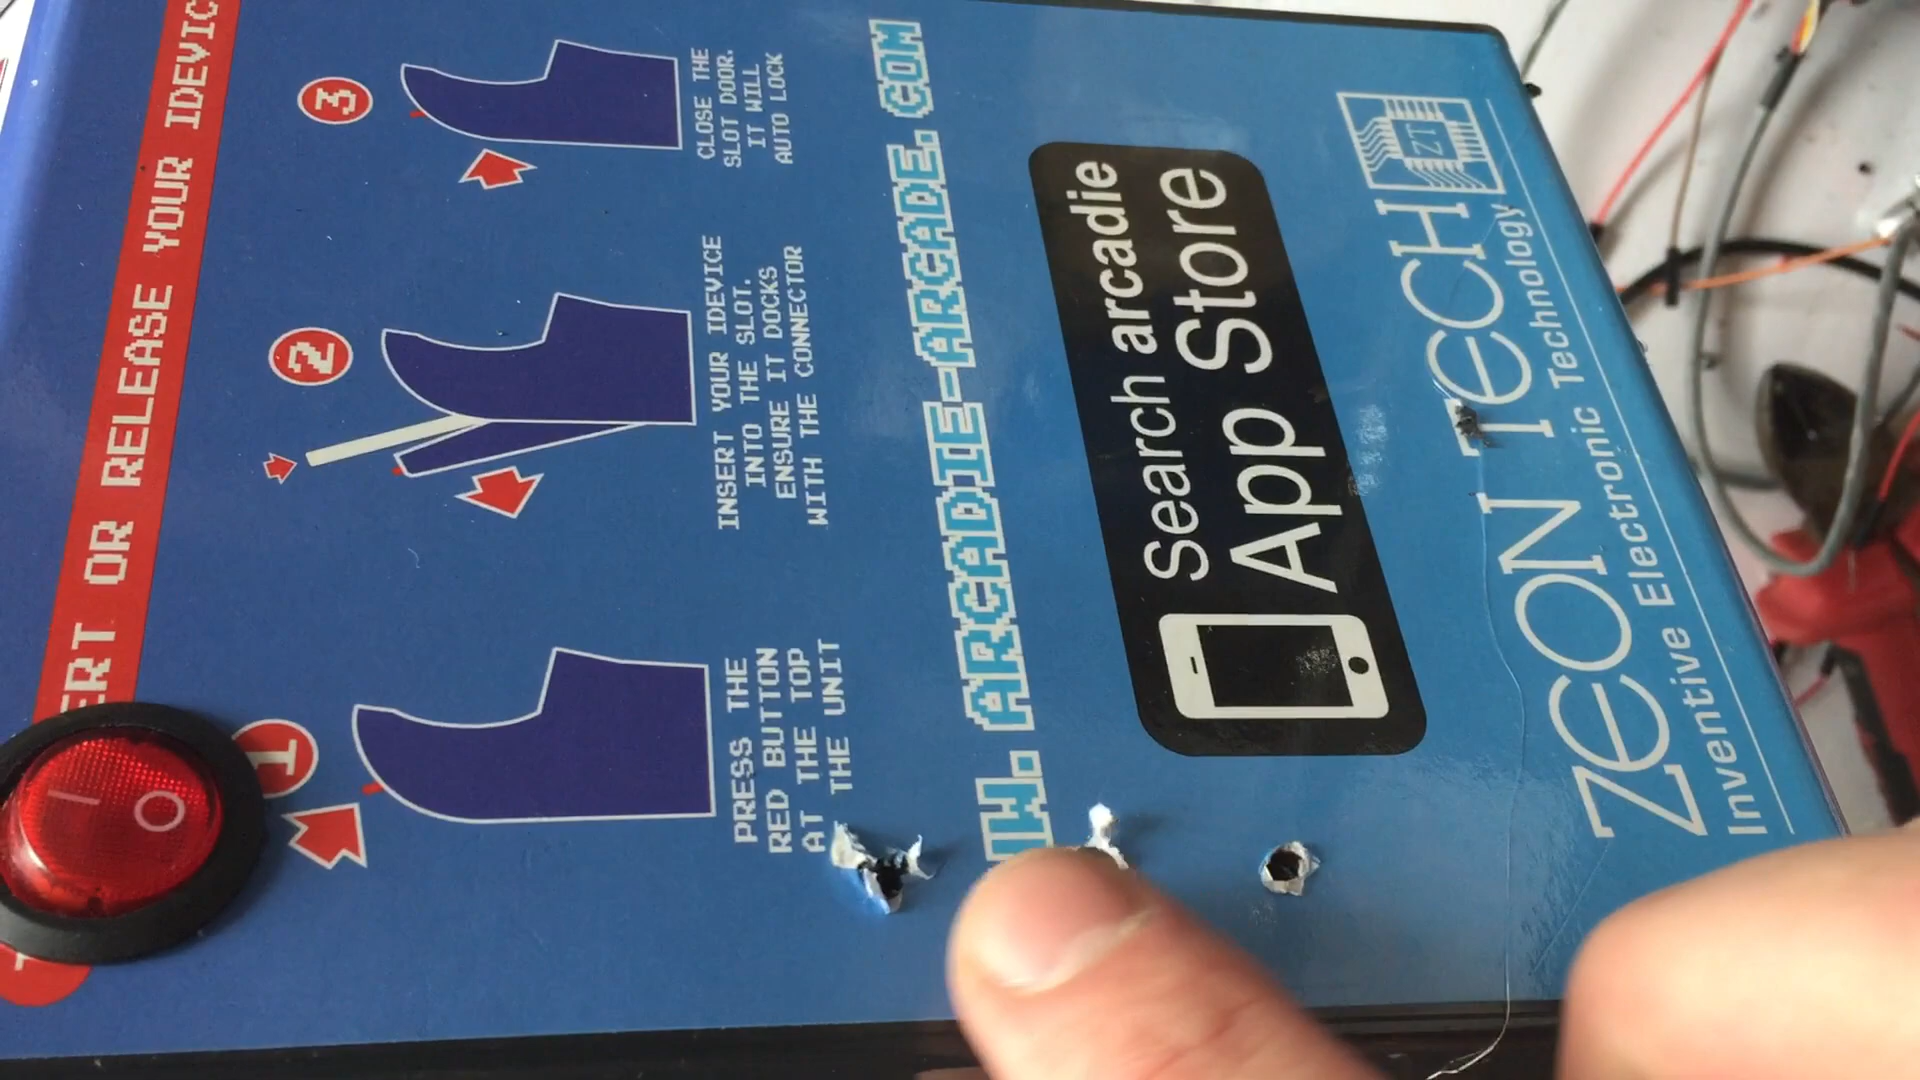 ERT OR RELEASE YOUR IDEVIC
1
PRESS THE
RED BUTTON
AT THE TOP
THE UNIT
2
INSERT YOUR IDEVICE
INTO THE SLOT.
ENSURE IT DOCKS
WITH THE CONNECTOR
3
CLOSE THE
SLOT DOOR.
IT WILL
AUTO LOCK
W. ARCADIE-ARCADE.COM
Search arcadie
App Store
ZEON TECH
ZT
Inventive Electronic Technology